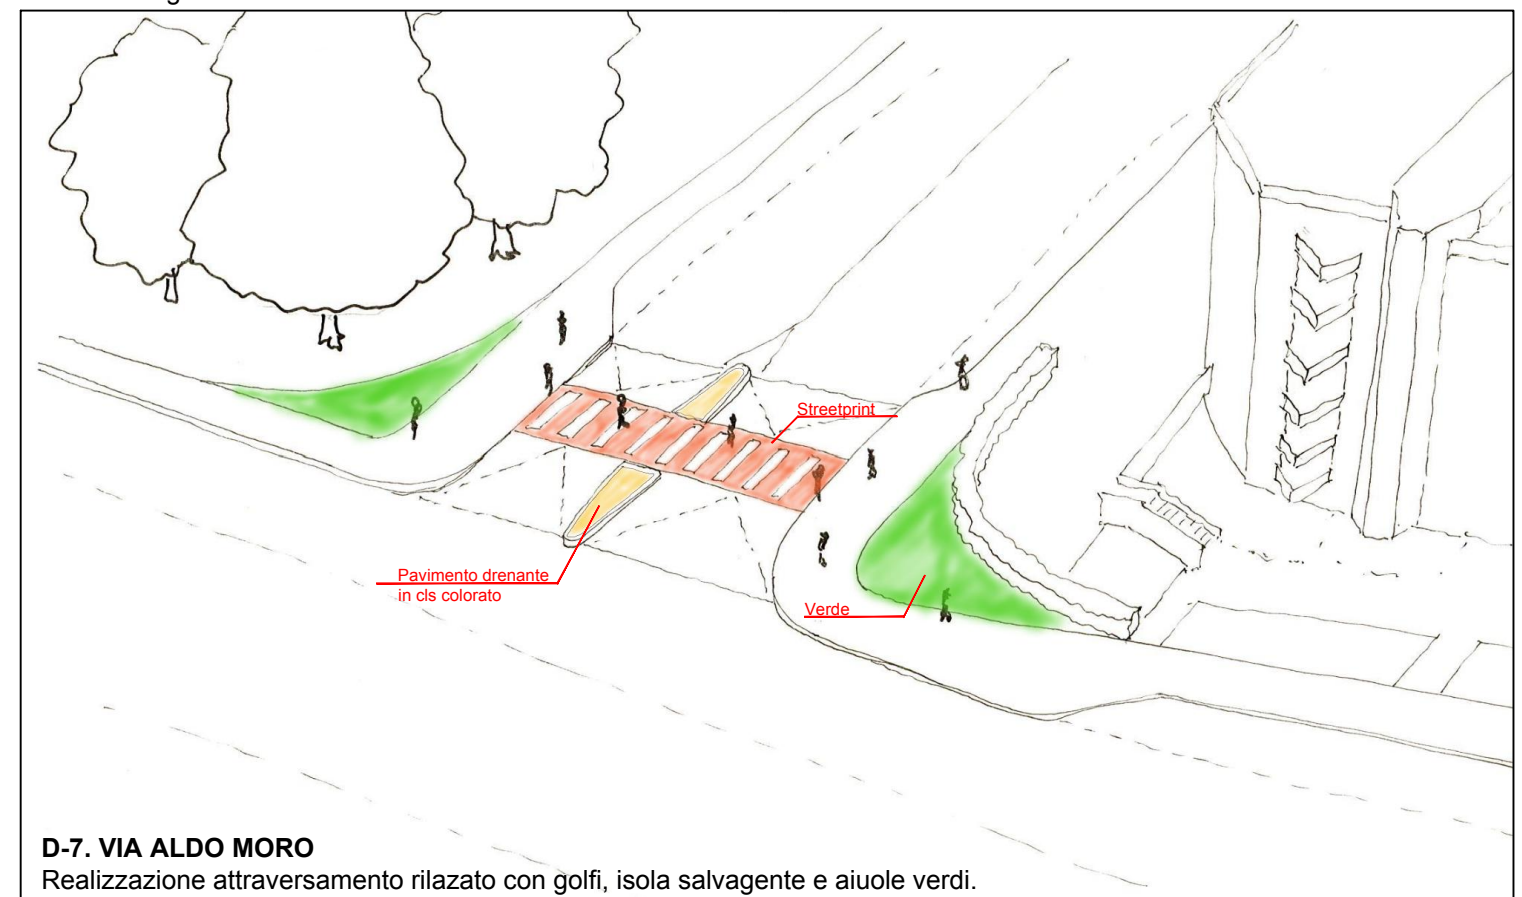 Streetprint
Pavimento drenante
in cls colorato
Verde
D-7. VIA ALDO MORO
Realizzazione attraversamento rilazato con golfi, isola salvagente e aiuole verdi.